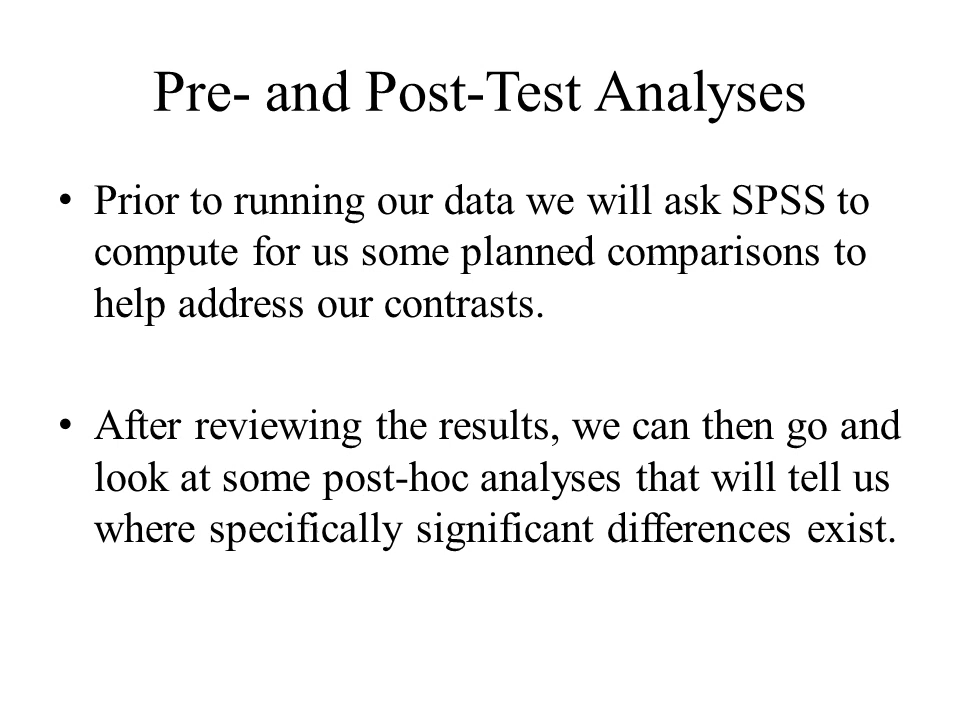 Pre- and Post-Test Analyses
• Prior to running our data we will ask SPSS to
compute for us some planned comparisons to
help address our contrasts.
• After reviewing the results, we can then go and
look at some post-hoc analyses that will tell us
where specifically significant differences exist.